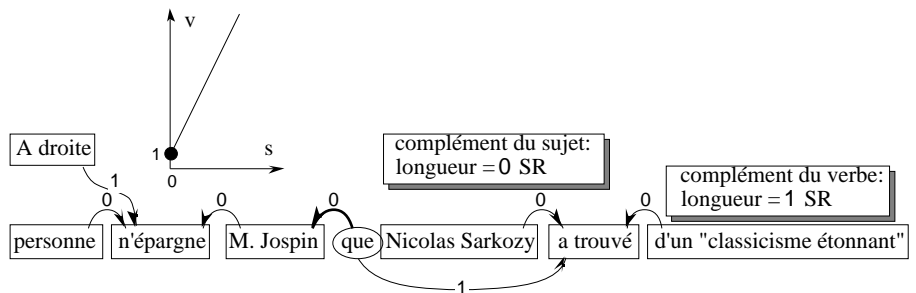 v
1
s
0
A droite
complément du sujet:
longueur = 0 SR
complément du verbe:
longueur = 1 SR
1
0
0
0
0
0
personne
n'épargne
M. Jospin
que
Nicolas Sarkozy
a trouvé
d'un "classicisme étonnant"
1